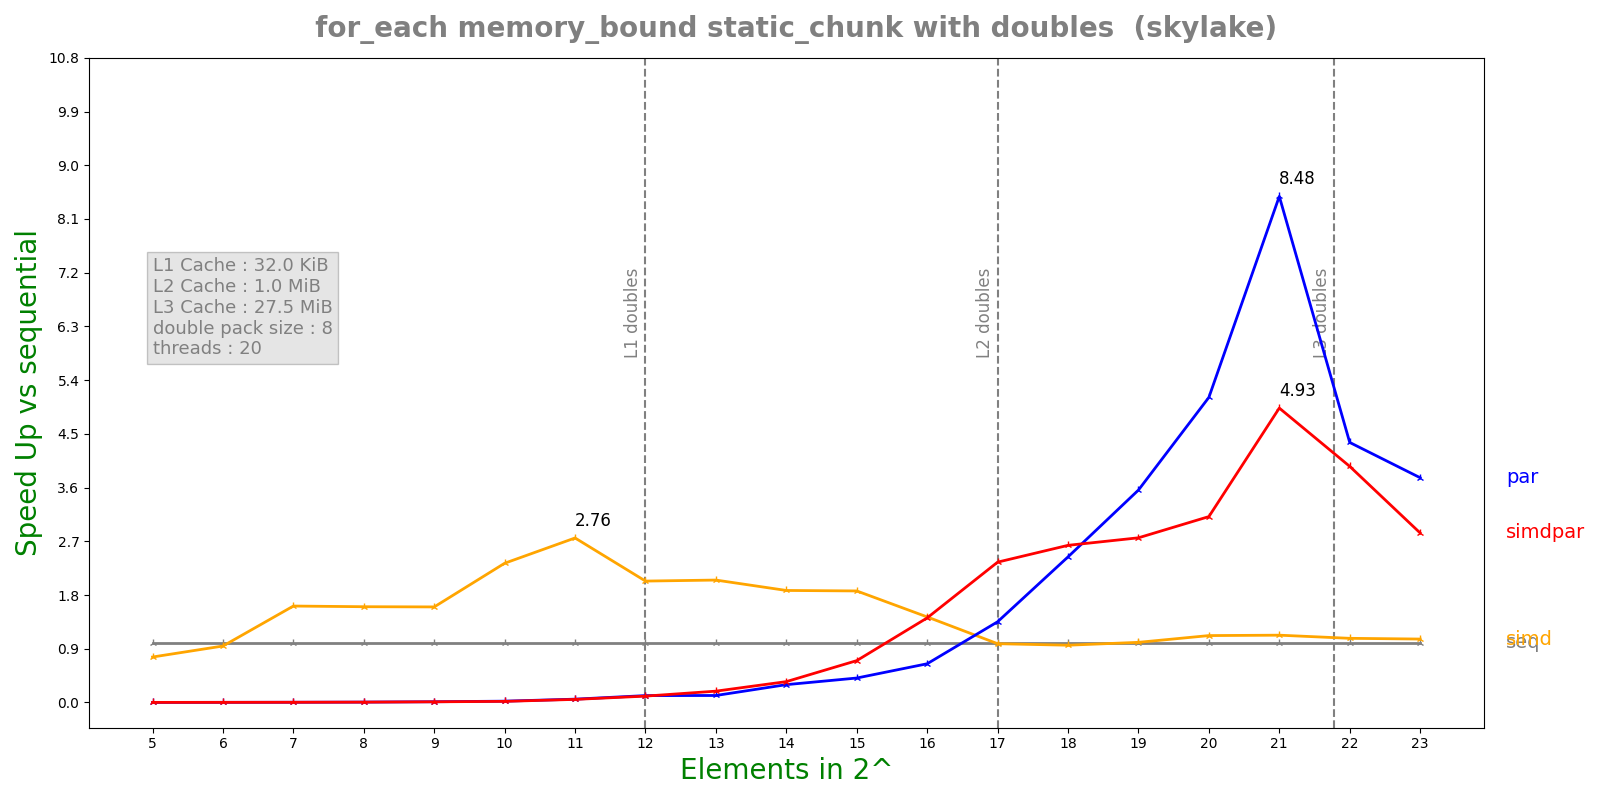 for_each memory_bound static_chunk with doubles (skylake)
10.8
9.9
9.0
8.1
7.2
6.3
5.4
4.5
3.6
2.7
1.8
0.9
0.0
Speed Up vs sequential
L1 Cache : 32.0 KiB
L2 Cache : 1.0 MiB
L3 Cache : 27.5 MiB
double pack size : 8
threads : 20
L1 doubles
L2 doubles
L3 doubles
2.76
8.48
4.93
par
simdpar
simd
seq
5 6 7 8 9 10 11 12 13 14 15 16 17 18 19 20 21 22 23
Elements in 2^